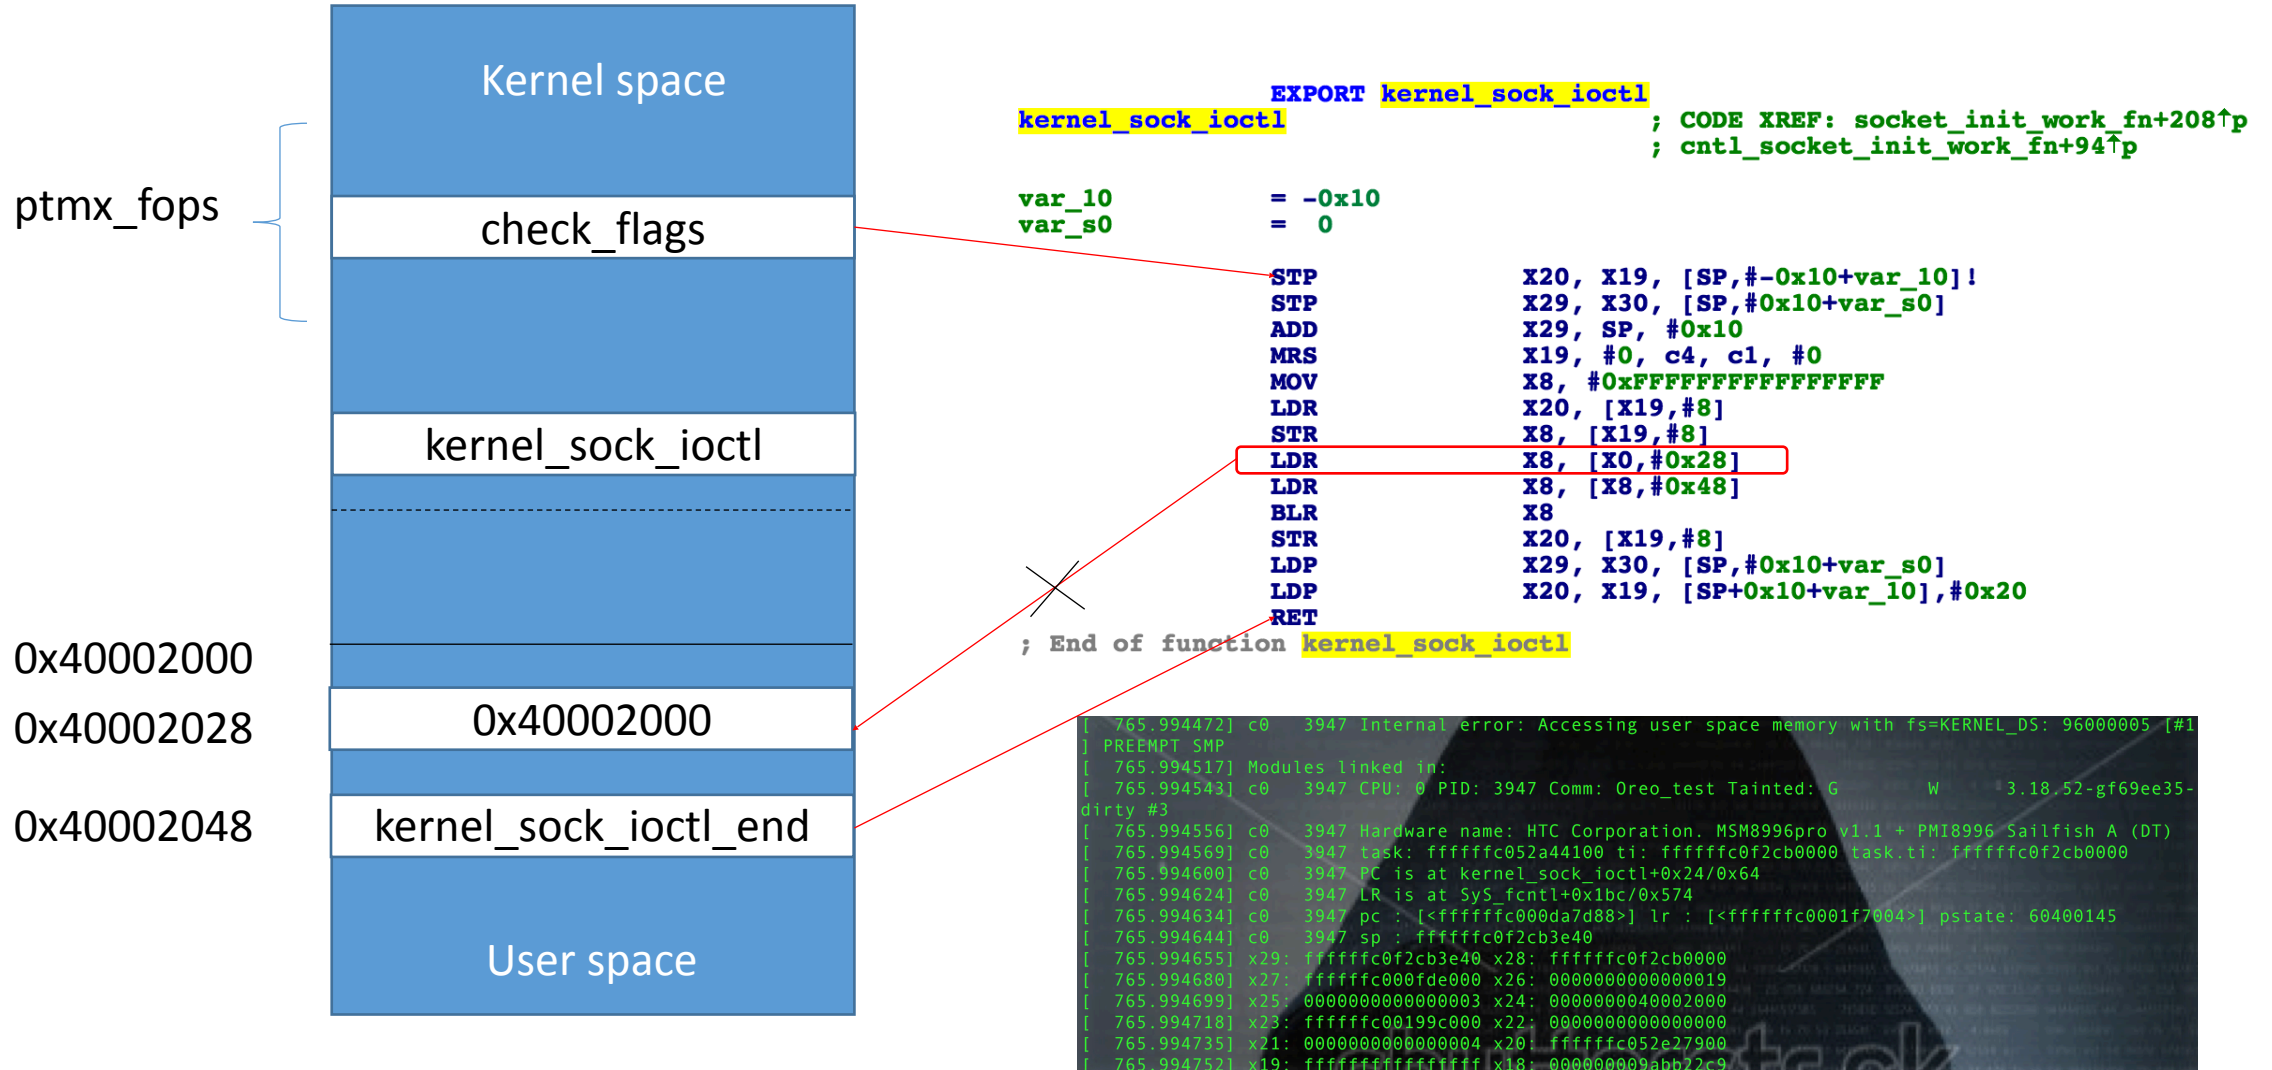 Kernel space
ptmx_fops
check_flags
kernel_sock_ioctl
0x40002000
0x40002028
0x40002000
0x40002048
kernel_sock_ioctl_end
User space
EXPORT kernel_sock_ioctl
kernel_sock_ioctl ; CODE XREF: socket_init_work_fn+208↑p
; cntl_socket_init_work_fn+94↑p
var_10 = -0x10
var_s0 = 0
STP X20, X19, [SP,#-0x10+var_10]!
STP X29, X30, [SP,#0x10+var_s0]
ADD X29, SP, #0x10
MRS X19, #0, c4, c1, #0
MOV X8, #0xFFFFFFFFFFFFFFFF
LDR X20, [X19,#8]
STR X8, [X19,#8]
LDR X8, [X0,#0x28]
LDR X8, [X8,#0x48]
BLR X8
STR X20, [X19,#8]
LDP X29, X30, [SP,#0x10+var_s0]
LDP X20, X19, [SP+0x10+var_10],#0x20
RET
; End of function kernel_sock_ioctl
[ 765.994472] c0 3947 Internal error: Accessing user space memory with fs=KERNEL_DS: 96000005 [#1
] PREEMPT SMP
[ 765.994517] Modules linked in:
[ 765.994543] c0 3947 CPU: 0 PID: 3947 Comm: Oreo_test Tainted: G W 3.18.52-gf69ee35-
dirty #3
[ 765.994556] c0 3947 Hardware name: HTC Corporation. MSM8996pro v1.1 + PMI8996 Sailfish A (DT)
[ 765.994569] c0 3947 task: ffffffc052a44100 ti: ffffffc0f2cb0000 task.ti: ffffffc0f2cb0000
[ 765.994600] c0 3947 PC is at kernel_sock_ioctl+0x24/0x64
[ 765.994624] c0 3947 LR is at SyS_fcntl+0x1bc/0x574
[ 765.994634] c0 3947 pc : [<ffffffc000da7d88>] lr : [<ffffffc0001f7004>] pstate: 60400145
[ 765.994644] c0 3947 sp : ffffffc0f2cb3e40
[ 765.994655] x29: ffffffc0f2cb3e40 x28: ffffffc0f2cb0000
[ 765.994680] x27: ffffffc000fde000 x26: 0000000000000019
[ 765.994699] x25: 0000000000000003 x24: 0000000040002000
[ 765.994718] x23: ffffffc00199c000 x22: 0000000000000000
[ 765.994735] x21: 0000000000000004 x20: ffffffc052e27900
[ 765.994752] x19: ffffffffffffffff x18: 000000009abb22c9